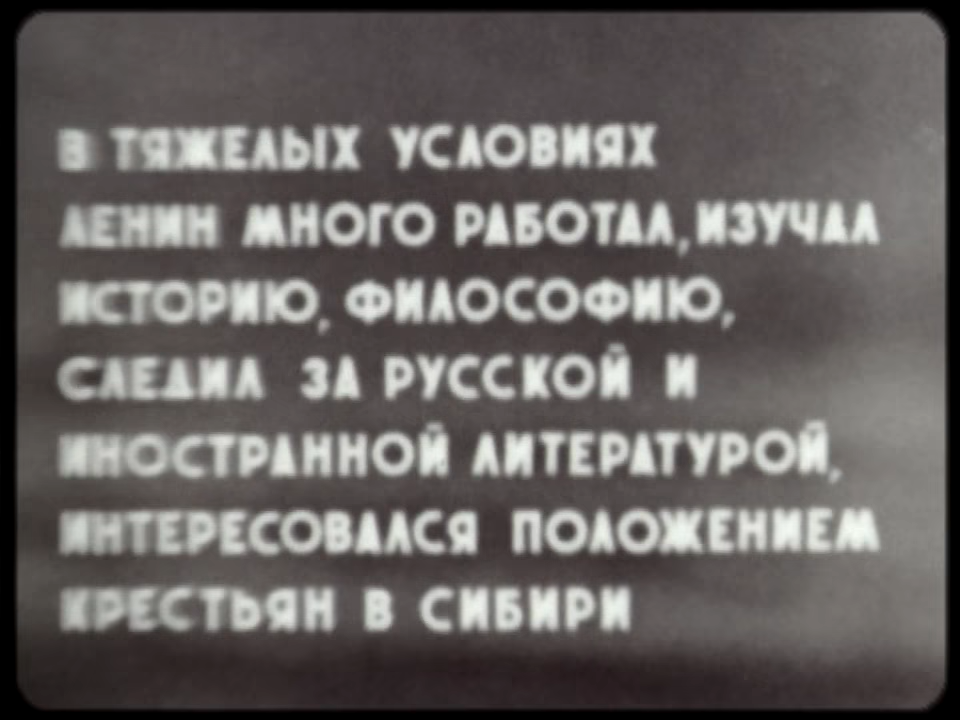 В ТЯЖЕЛЫХ УСЛОВИЯХ
ЛЕНИН МНОГО РАБОТАЛ, ИЗУЧАЛ
ИСТОРИЮ, ФИЛОСОФИЮ,
СЛЕДИЛ ЗА РУССКОЙ И
ИНОСТРАННОЙ ЛИТЕРАТУРОЙ,
ИНТЕРЕСОВАЛСЯ ПОЛОЖЕНИЕМ
КРЕСТЬЯН В СИБИРИ